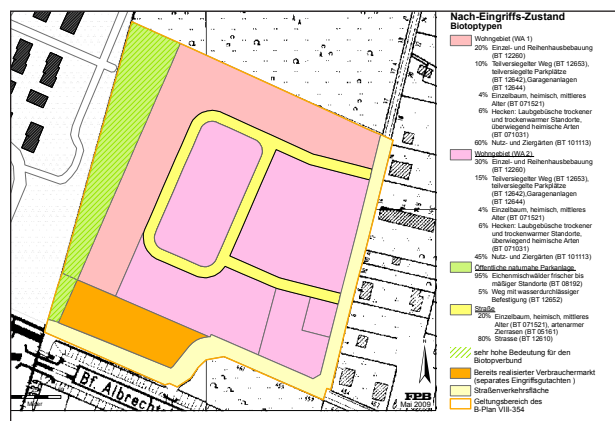 Nach-Eingriffs-Zustand
Biotoptypen
Wohngebiet (WA 1)
20% Einzel- und Reihenhausbebauung
(BT 12260)
10% Teilversiegelter Weg (BT 12653),
teilversiegelte Parkplätze
(BT 12642),Garagenanlagen
(BT 12644)
4% Einzelbaum, heimisch, mittleres
Alter (BT 071521)
6% Hecken: Laubgebüsche trockener
und trockenwarmer Standorte,
überwiegend heimische Arten
(BT 071031)
60% Nutz- und Ziergärten (BT 101113)
Wohngebiet (WA 2)
30% Einzel- und Reihenhausbebauung
(BT 12260)
15% Teilversiegelter Weg (BT 12653),
teilversiegelte Parkplätze
(BT 12642),Garagenanlagen
(BT 12644)
4% Einzelbaum, heimisch, mittleres
Alter (BT 071521)
6% Hecken: Laubgebüsche trockener
und trockenwarmer Standorte,
überwiegend heimische Arten
(BT 071031)
45% Nutz- und Ziergärten (BT 101113)
Öffentliche naturnahe Parkanlage
95% Eichenmischwälder frischer bis
mäßiger Standorte (BT 08192)
5% Weg mit wasserdurchlässiger
Befestigung (BT 12652)
Straße
20% Einzelbaum, heimisch, mittleres
Alter (BT 071521), artenarmer
Zierrasen (BT 05161)
80% Strasse (BT 12610)
sehr hohe Bedeutung für den
Biotopverbund
Bereits realisierter Verbrauchermarkt
(separates Eingriffsgutachten )
Straßenverkehrsfläche
Geltungsbereich des
B-Plan VIII-354
Bf. Albrecht
Meter
FPB
Mai 2009